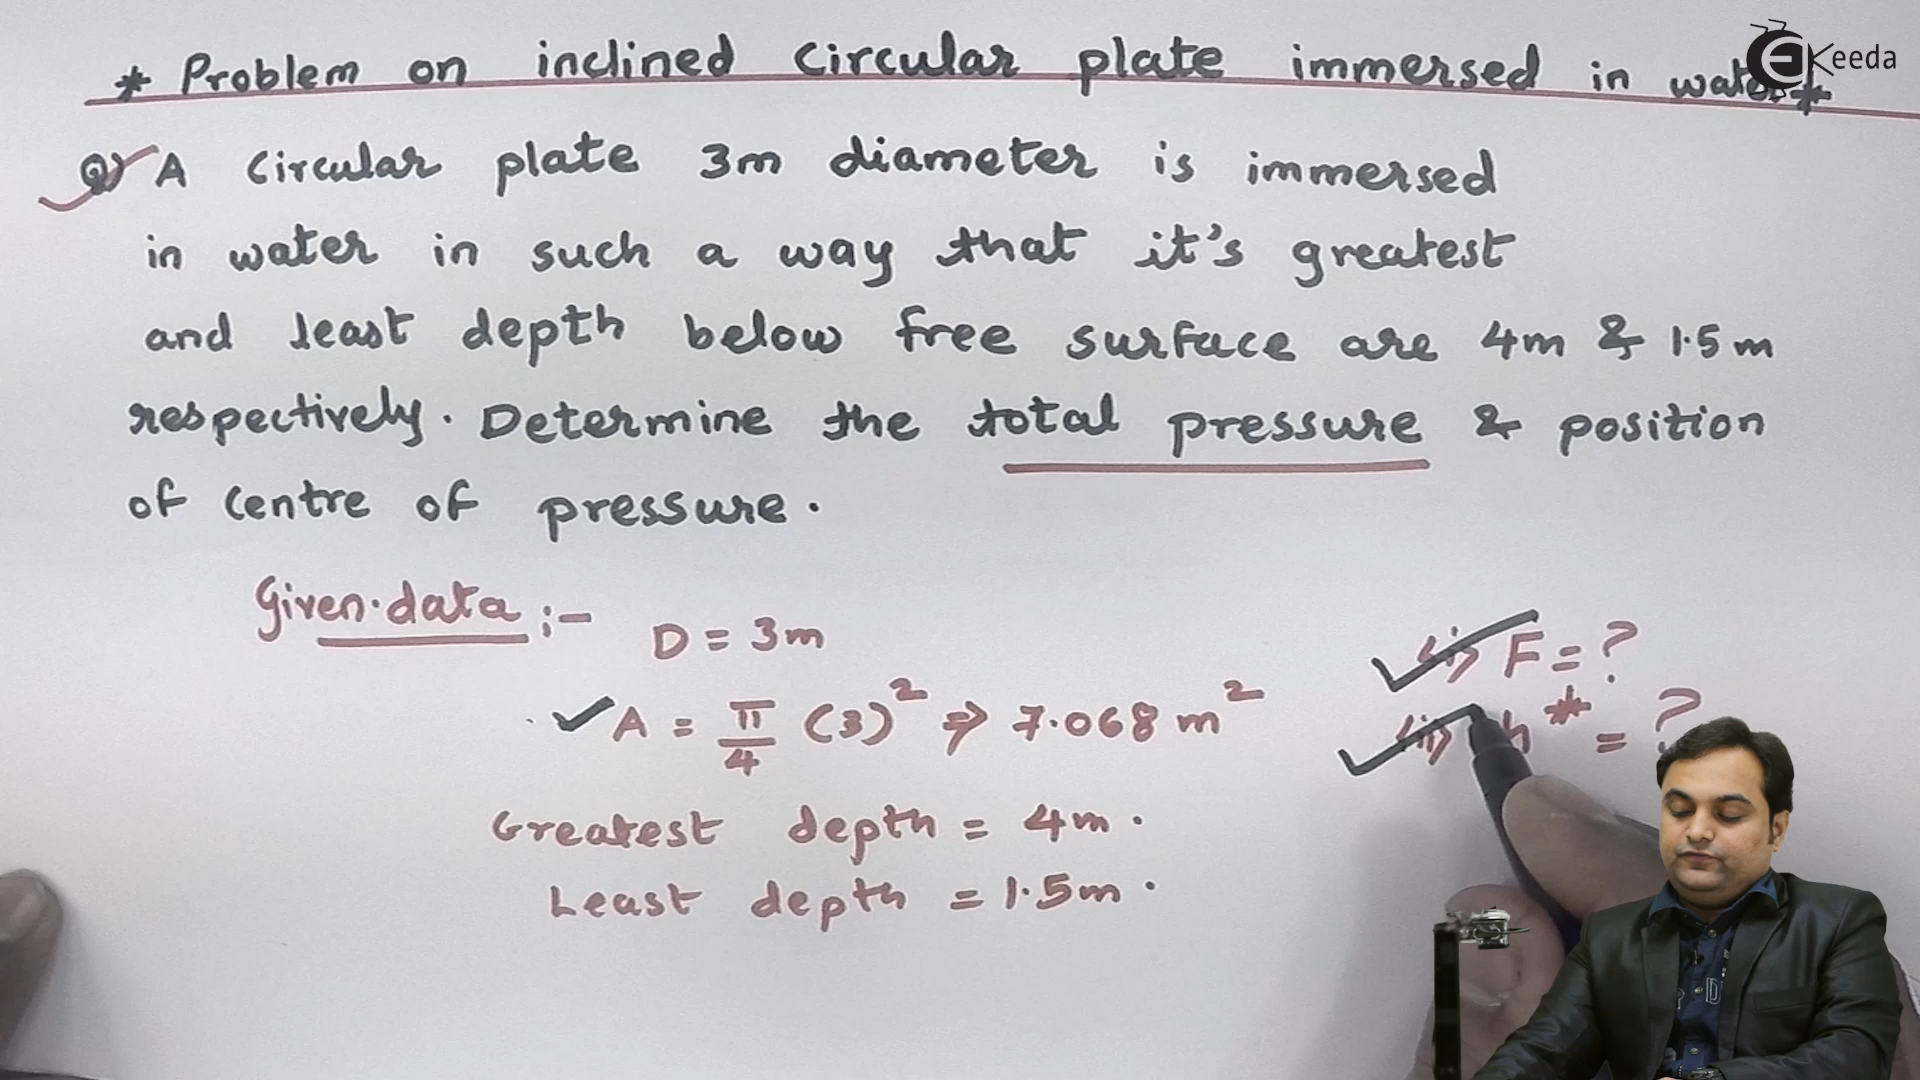 * Problem on inclined circular plate immersed in water *
EKeeda
Q) A circular plate 3m diameter is immersed
in water in such a way that it's greatest
and least depth below free surface are 4m & 1.5m
respectively. Determine the total pressure & position
of centre of pressure.
Given data :-
D = 3m
(i) F = ?
✓ A = π/4 (3)² => 7.068 m²
(ii) h* = ?
Greatest depth = 4m.
Least depth = 1.5m.